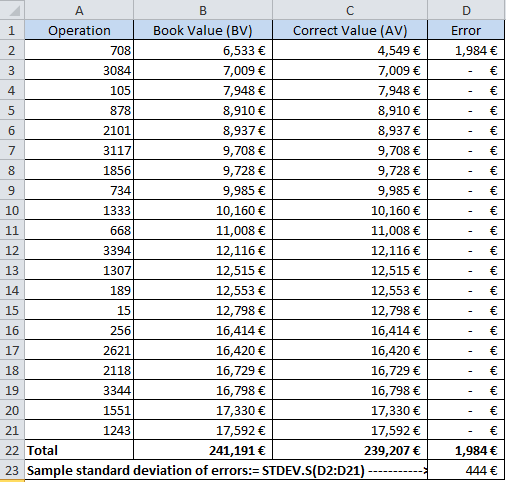 A B C D
1 Operation Book Value (BV) Correct Value (AV) Error
2 708 6,533 € 4,549 € 1,984 €
3 3084 7,009 € 7,009 € - €
4 105 7,948 € 7,948 € - €
5 878 8,910 € 8,910 € - €
6 2101 8,937 € 8,937 € - €
7 3117 9,708 € 9,708 € - €
8 1856 9,728 € 9,728 € - €
9 734 9,985 € 9,985 € - €
10 1333 10,160 € 10,160 € - €
11 668 11,008 € 11,008 € - €
12 3394 12,116 € 12,116 € - €
13 1307 12,515 € 12,515 € - €
14 189 12,553 € 12,553 € - €
15 15 12,798 € 12,798 € - €
16 256 16,414 € 16,414 € - €
17 2621 16,420 € 16,420 € - €
18 2118 16,729 € 16,729 € - €
19 3344 16,798 € 16,798 € - €
20 1551 17,330 € 17,330 € - €
21 1243 17,592 € 17,592 € - €
22 Total 241,191 € 239,207 € 1,984 €
23 Sample standard deviation of errors:= STDEV.S(D2:D21) -----------> 444 €